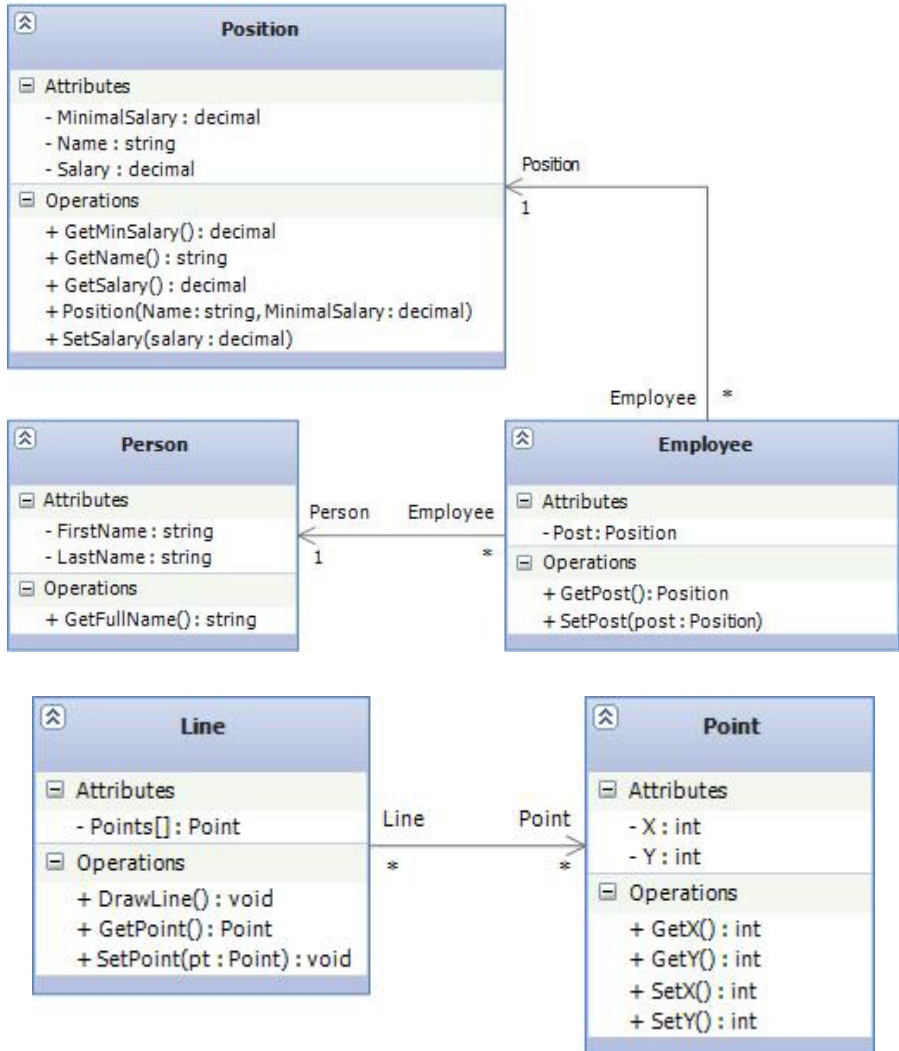 Position
Attributes
- MinimalSalary : decimal
- Name : string
- Salary : decimal
Operations
+ GetMinSalary() : decimal
+ GetName() : string
+ GetSalary() : decimal
+ Position(Name: string, MinimalSalary : decimal)
+ SetSalary(salary : decimal)
Position
1
Employee *
Person
Attributes
- FirstName : string
- LastName : string
Operations
+ GetFullName() : string
Person Employee
1 *
Employee
Attributes
- Post: Position
Operations
+ GetPost(): Position
+ SetPost(post : Position)
Line
Attributes
- Points[] : Point
Operations
+ DrawLine() : void
+ GetPoint() : Point
+ SetPoint(pt : Point) : void
Line Point
* *
Point
Attributes
- X : int
- Y : int
Operations
+ GetX() : int
+ GetY() : int
+ SetX() : int
+ SetY() : int